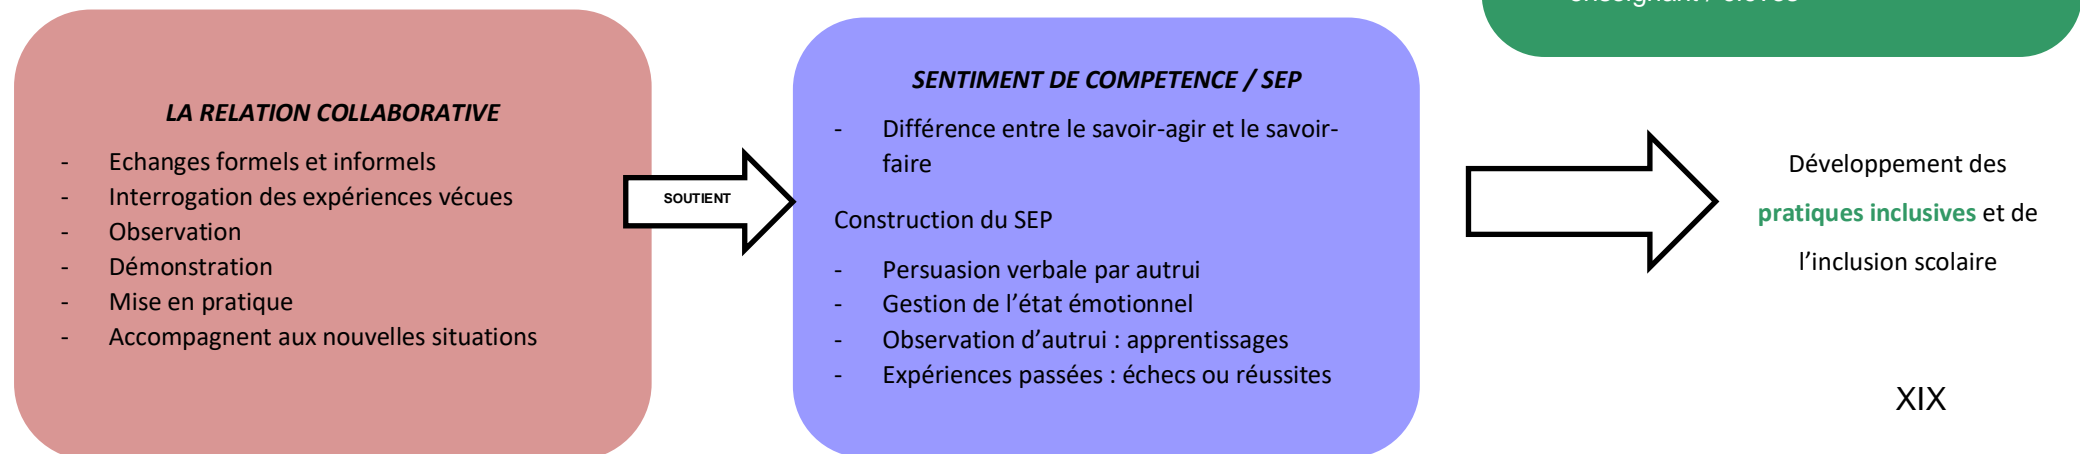 LA RELATION COLLABORATIVE
- Echanges formels et informels
- Interrogation des expériences vécues
- Observation
- Démonstration
- Mise en pratique
- Accompagnent aux nouvelles situations
SOUTIENT
SENTIMENT DE COMPETENCE / SEP
- Différence entre le savoir-agir et le savoir-
faire
Construction du SEP
- Persuasion verbale par autrui
- Gestion de l’état émotionnel
- Observation d’autrui : apprentissages
- Expériences passées : échecs ou réussites
Développement des
pratiques inclusives et de
l’inclusion scolaire
XIX